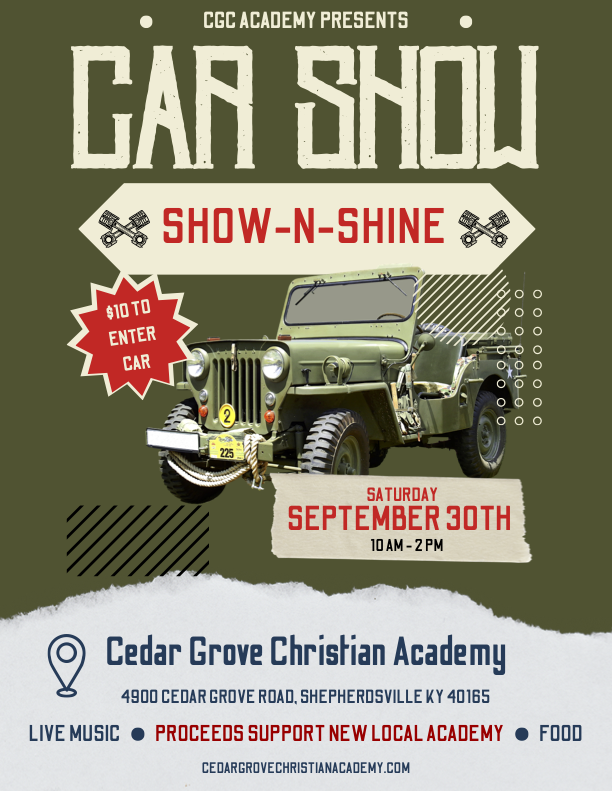 CGC ACADEMY PRESENTS
CAR SHOW
SHOW-N-SHINE
$10 TO
ENTER
CAR
2
225
SATURDAY
SEPTEMBER 30TH
10 AM - 2 PM
Cedar Grove Christian Academy
4900 CEDAR GROVE ROAD, SHEPHERDSVILLE KY 40165
LIVE MUSIC ● PROCEEDS SUPPORT NEW LOCAL ACADEMY ● FOOD
CEDARGROVECHRISTIANACADEMY.COM